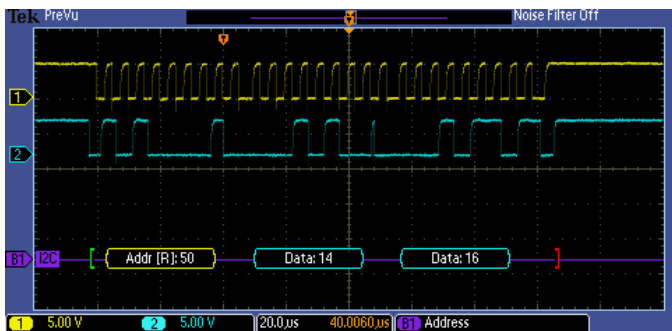 Tek PreVu Noise Filter Off
T
T
1
2
B1 I2C [ Addr [R]: 50 Data: 14 Data: 16 ]
1 5.00 V 2 5.00 V 20.0µs 40.0060µs B1 Address